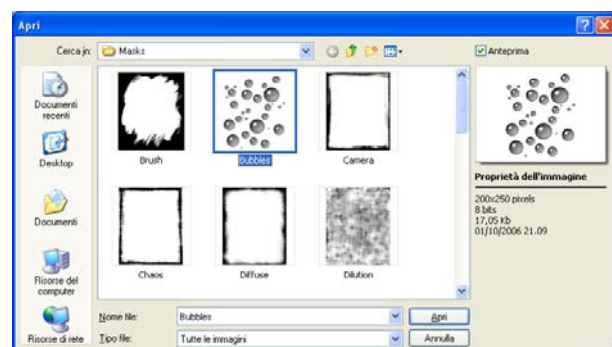 Apri
Cerca in:
Masks
Anteprima
Documenti recenti
Desktop
Documenti
Risorse del computer
Risorse di rete
Brush
Bubbles
Camera
Chaos
Diffuse
Dilution
Proprietà dell'immagine
200x250 pixels
8 bits
17,05 Kb
01/10/2006 21.09
Nome file:
Bubbles
Apri
Tipo file:
Tutte le immagini
Annulla